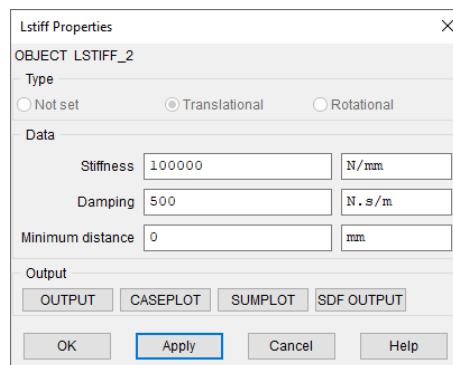 Lstiff Properties
OBJECT LSTIFF_2
Type
Not set Translational Rotational
Data
Stiffness 100000 N/mm
Damping 500 N.s/m
Minimum distance 0 mm
Output
OUTPUT CASEPLOT SUMPLOT SDF OUTPUT
OK Apply Cancel Help